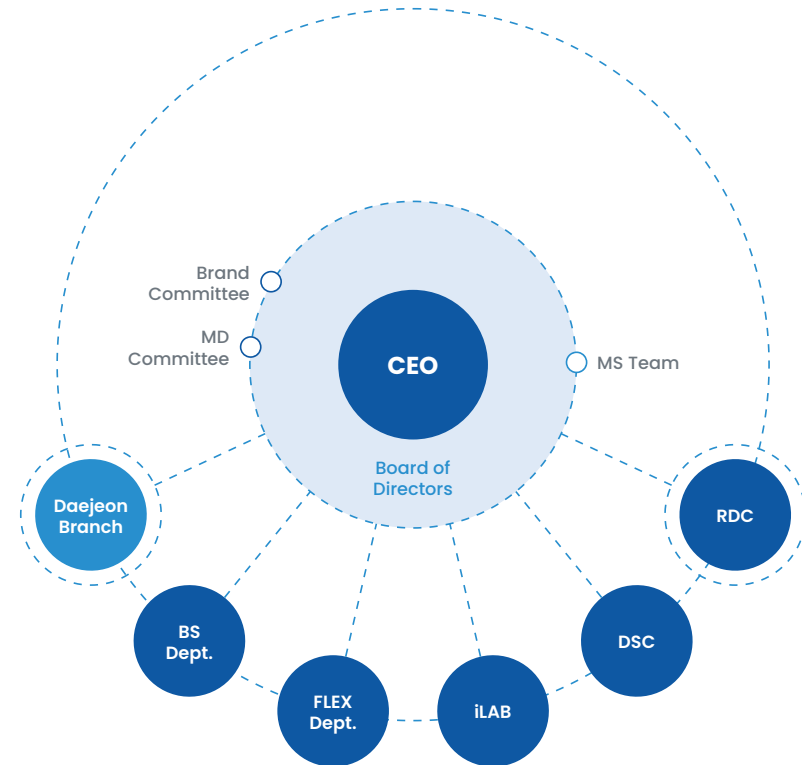 Brand
Committee
MD
Committee
CEO
MS Team
Board of
Directors
Daejeon
Branch
RDC
BS
Dept.
DSC
FLEX
Dept.
iLAB